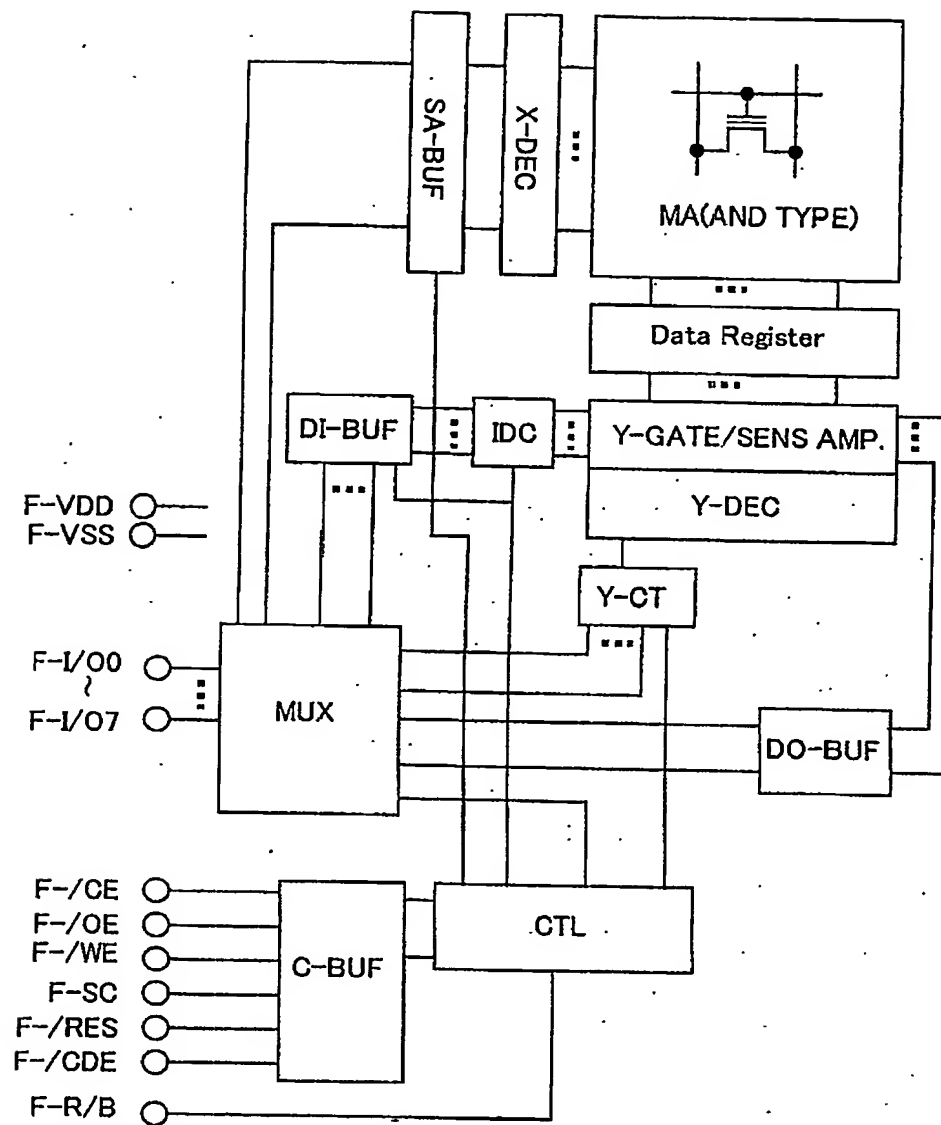 SA-BUF
X-DEC
MA(AND TYPE)
Data Register
DI-BUF
IDC
Y-GATE/SENS AMP.
Y-DEC
F-VDD
F-VSS
Y-CT
F-I/O0
~
F-I/O7
MUX
DO-BUF
F-/CE
F-/OE
F-/WE
F-SC
F-/RES
F-/CDE
F-R/B
C-BUF
CTL